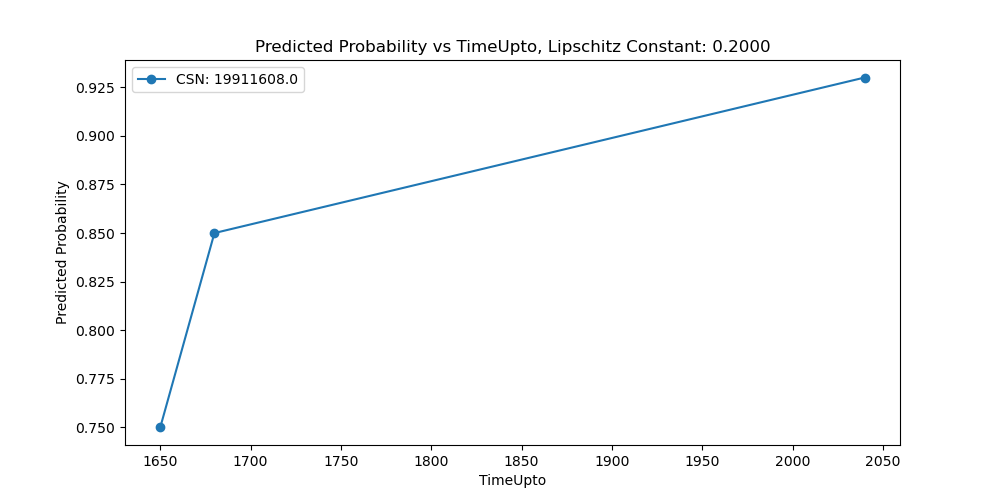 Predicted Probability vs TimeUpto, Lipschitz Constant: 0.2000
CSN: 19911608.0
Predicted Probability
0.925
0.900
0.875
0.850
0.825
0.800
0.775
0.750
1650 1700 1750 1800 1850 1900 1950 2000 2050
TimeUpto